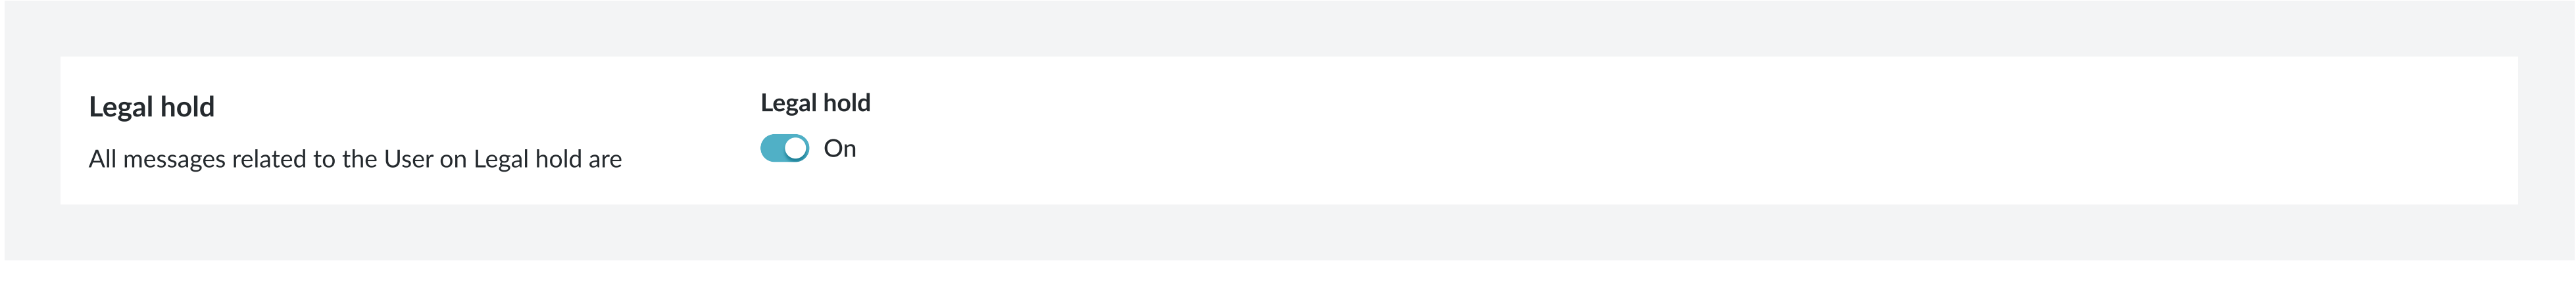 Legal hold
All messages related to the User on Legal hold are
Legal hold
On